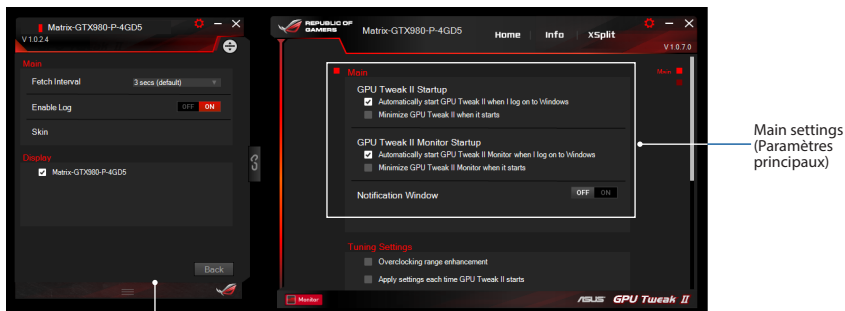 Matrix-GTX980-P-4GD5
V 1.0.2.4
Main
Fetch Interval 3 secs (default)
Enable Log OFF ON
Skin
Display
Matrix-GTX980-P-4GD5
Back
REPUBLIC OF
GAMERS
Matrix-GTX980-P-4GD5
Home Info XSplit
V 1.0.7.0
Main
Main
GPU Tweak II Startup
Automatically start GPU Tweak II when I log on to Windows
Minimize GPU Tweak II when it starts
GPU Tweak II Monitor Startup
Automatically start GPU Tweak II Monitor when I log on to Windows
Minimize GPU Tweak II Monitor when it starts
Notification Window OFF ON
Tuning Settings
Overclocking range enhancement
Apply settings each time GPU Tweak II starts
Monitor
ASUS GPU Tweak II
Main settings
(Paramètres
principaux)